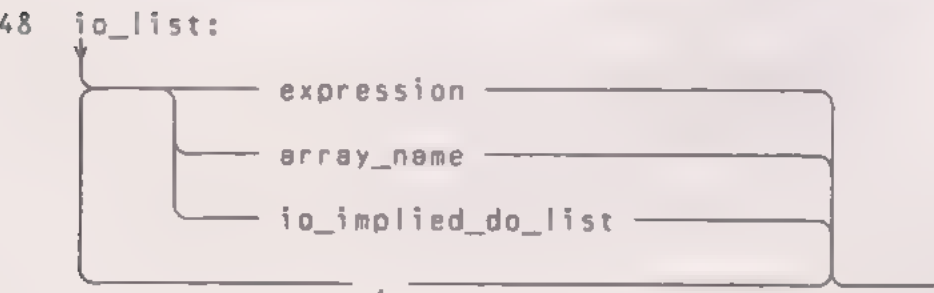 48 io_list:
expression
array_name
io_implied_do_list
,